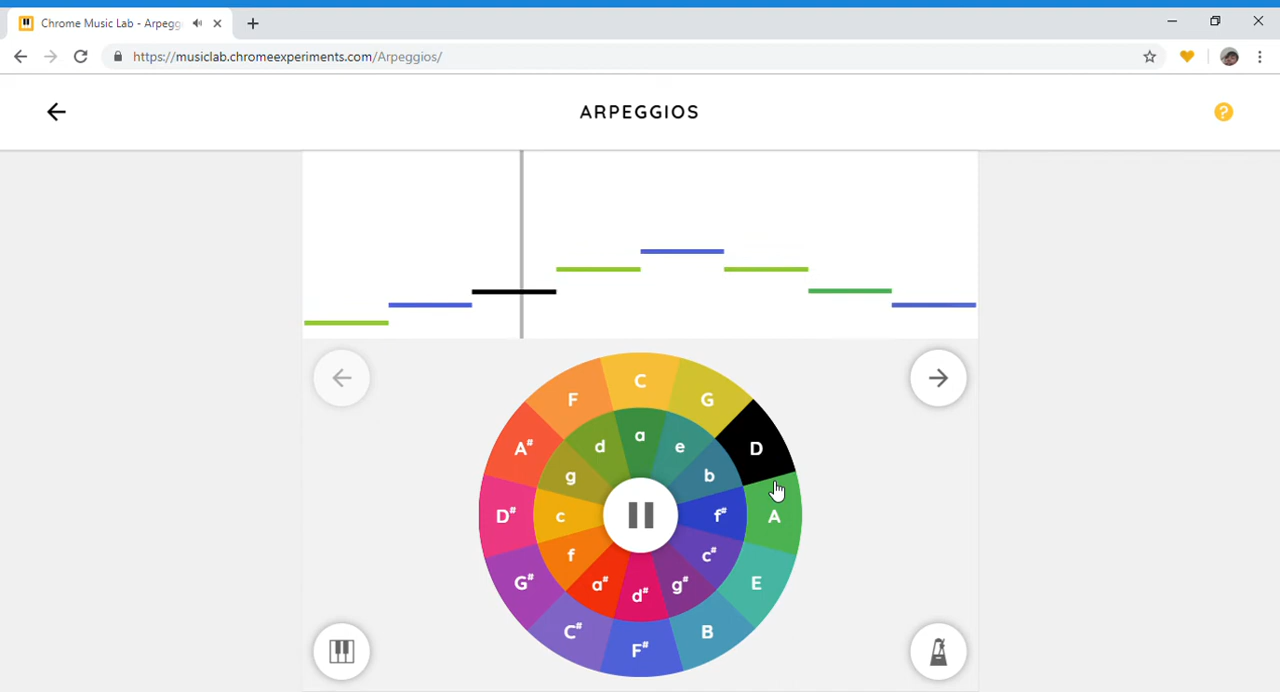 Chrome Music Lab - Arpegg
https://musiclab.chromeexperiments.com/Arpeggios/
ARPEGGIOS
?
C
F G
A# D
a
d e
g b
D# c f# A
f c#
a# g#
d#
G# E
C# B
F#